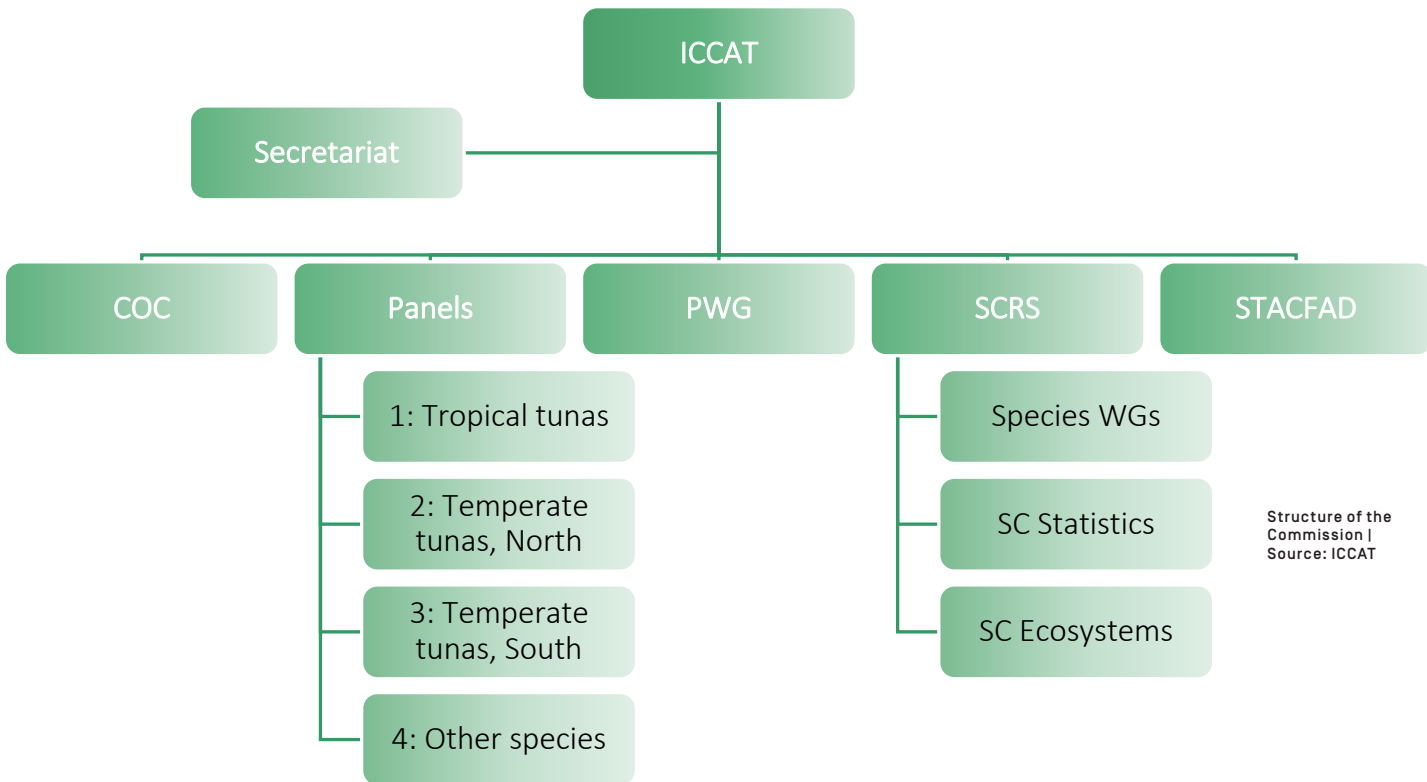 ICCAT
Secretariat
COC
Panels
PWG
SCRS
STACFAD
1: Tropical tunas
2: Temperate
tunas, North
3: Temperate
tunas, South
4: Other species
Species WGs
SC Statistics
SC Ecosystems
Structure of the
Commission |
Source: ICCAT